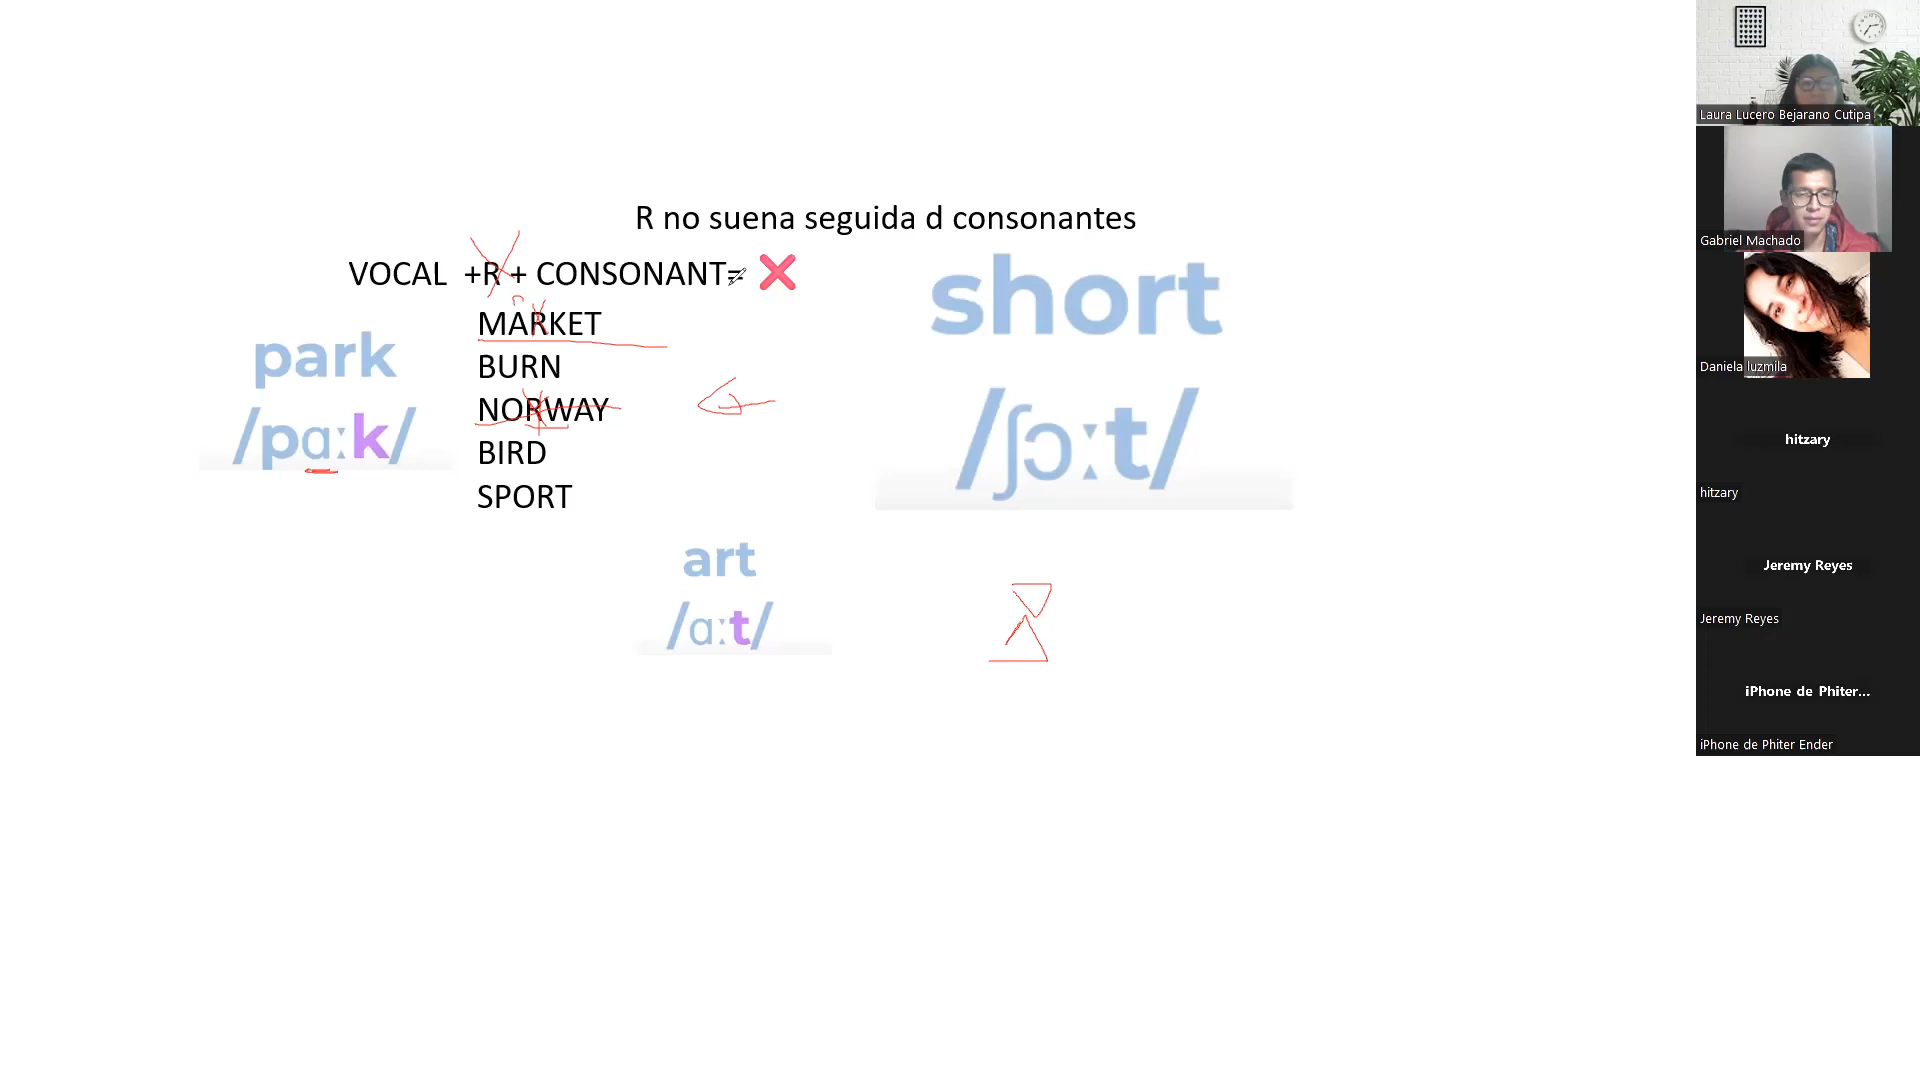 R no suena seguida d consonantes
VOCAL +R + CONSONANT=
MARKET
BURN
NORWAY
BIRD
SPORT
park
/pɑːk/
short
/ʃɔːt/
art
/ɑːt/
Laura Lucero Bejarano Cutipa
Gabriel Machado
Daniela luzmila
hitzary
hitzary
Jeremy Reyes
Jeremy Reyes
iPhone de Phiter...
iPhone de Phiter Ender